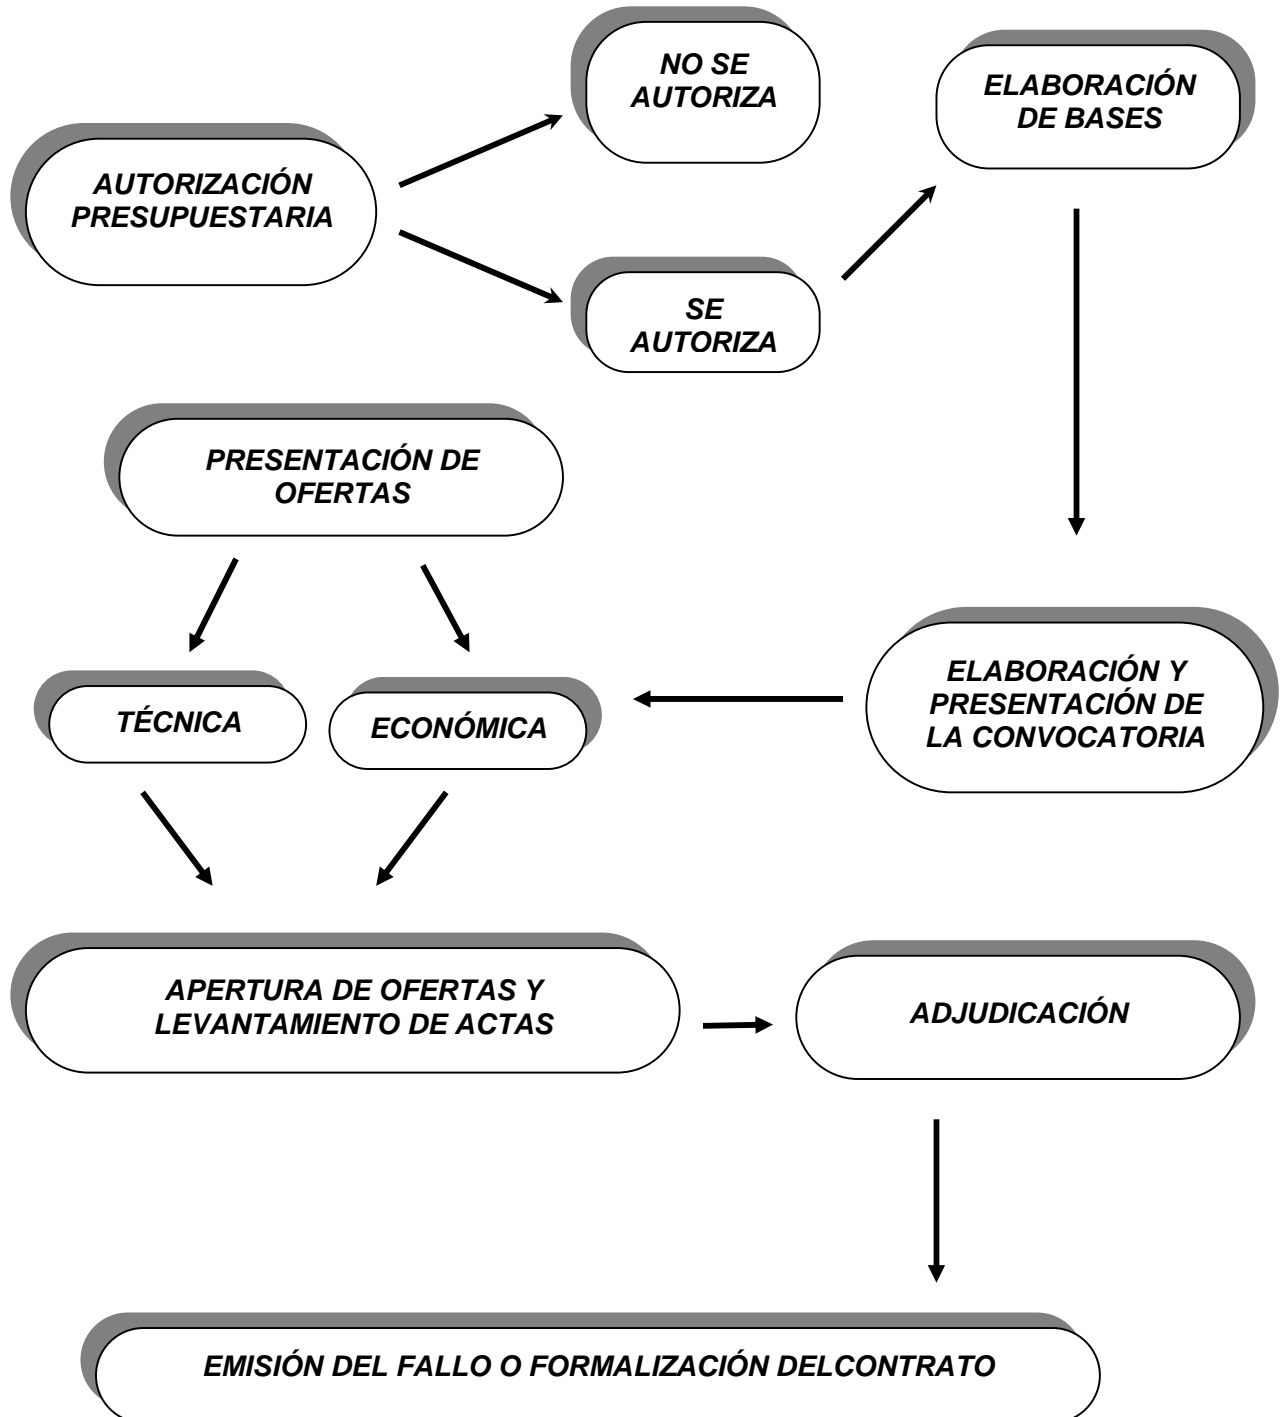 NO SE
AUTORIZA
ELABORACIÓN
DE BASES
AUTORIZACIÓN
PRESUPUESTARIA
SE
AUTORIZA
PRESENTACIÓN DE
OFERTAS
ELABORACIÓN Y
PRESENTACIÓN DE
LA CONVOCATORIA
TÉCNICA
ECONÓMICA
APERTURA DE OFERTAS Y
LEVANTAMIENTO DE ACTAS
ADJUDICACIÓN
EMISIÓN DEL FALLO O FORMALIZACIÓN DELCONTRATO